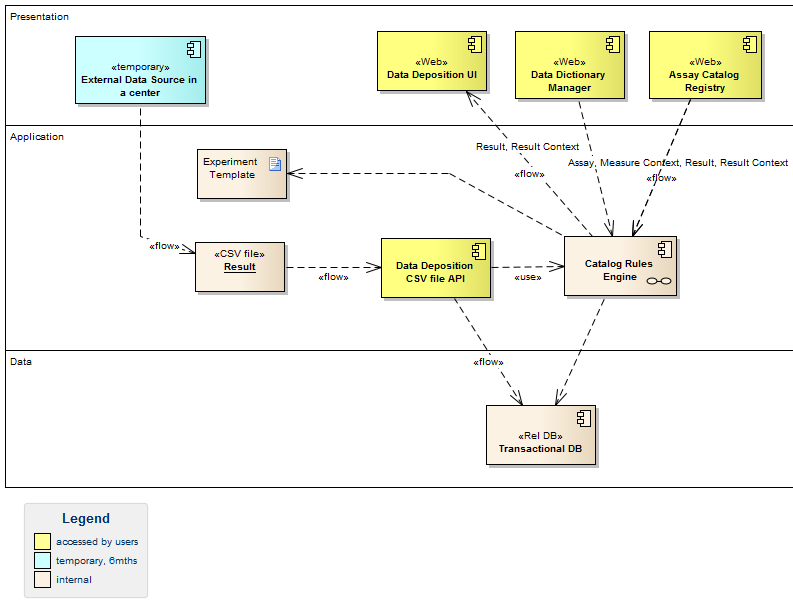 Presentation
«temporary»
External Data Source in
a center
«Web»
Data Deposition UI
«Web»
Data Dictionary
Manager
«Web»
Assay Catalog
Registry
Application
Experiment
Template
Result, Result Context
«flow»
Assay, Measure Context, Result, Result Context
«flow»
«flow»
«CSV file»
Result
«flow»
Data Deposition
CSV file API
«use»
Catalog Rules
Engine
Data
«flow»
«Rel DB»
Transactional DB
Legend
accessed by users
temporary, 6mths
internal